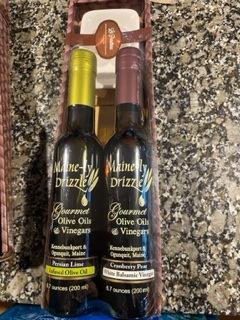 Maine-ly
Drizzle
Gourmet
Olive Oils
& Vinegars
Kennebunkport &
Ogunquit, Maine
Persian Lime
Infused Olive Oil
6.7 ounces (200 ml)
Maine-ly
Drizzle
Gourmet
Olive Oils
& Vinegars
Kennebunkport &
Ogunquit, Maine
Cranberry Pear
White Balsamic Vinegar
6.7 ounces (200 ml)